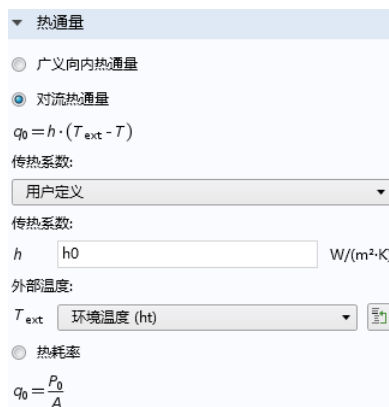 热通量
广义向内热通量
对流热通量
q₀ = h·(T_ext - T)
传热系数:
用户定义
传热系数:
h h0 W/(m²·K)
外部温度:
T_ext 环境温度 (ht)
热耗率
q₀ = P₀/A